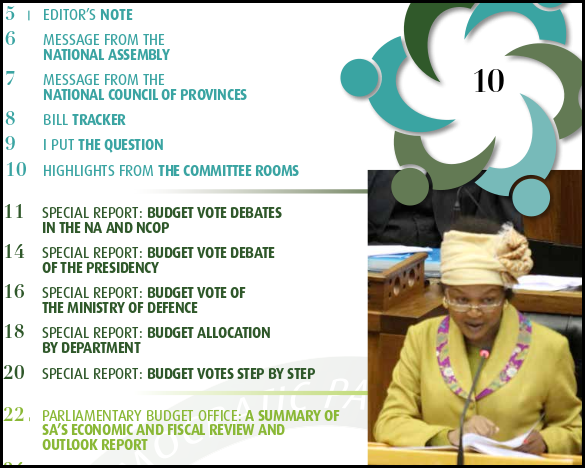 5 EDITOR'S NOTE
6 MESSAGE FROM THE
NATIONAL ASSEMBLY
7 MESSAGE FROM THE
NATIONAL COUNCIL OF PROVINCES
8 BILL TRACKER
9 I PUT THE QUESTION
10 HIGHLIGHTS FROM THE COMMITTEE ROOMS
11 SPECIAL REPORT: BUDGET VOTE DEBATES
IN THE NA AND NCOP
14 SPECIAL REPORT: BUDGET VOTE DEBATE
OF THE PRESIDENCY
16 SPECIAL REPORT: BUDGET VOTE OF
THE MINISTRY OF DEFENCE
18 SPECIAL REPORT: BUDGET ALLOCATION
BY DEPARTMENT
20 SPECIAL REPORT: BUDGET VOTES STEP BY STEP
22 PARLIAMENTARY BUDGET OFFICE: A SUMMARY OF
SA'S ECONOMIC AND FISCAL REVIEW AND
OUTLOOK REPORT
10